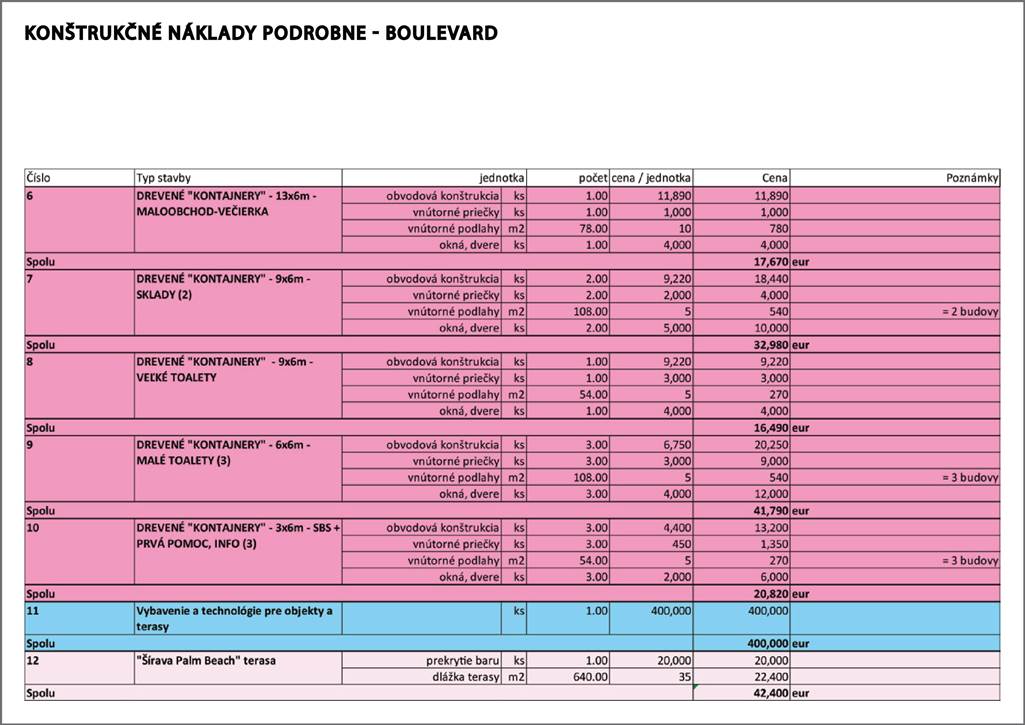 KONŠTRUKČNÉ NÁKLADY PODROBNE - BOULEVARD
Číslo Typ stavby jednotka počet cena / jednotka Cena Poznámky
6 DREVENÉ "KONTAJNERY" - 13x6m - obvodová konštrukcia ks 1.00 11,890 11,890
MALOOBCHOD-VEČIERKA vnútorné priečky ks 1.00 1,000 1,000
vnútorné podlahy m2 78.00 10 780
okná, dvere ks 1.00 4,000 4,000
Spolu 17,670 eur
7 DREVENÉ "KONTAJNERY" - 9x6m - obvodová konštrukcia ks 2.00 9,220 18,440
SKLADY (2) vnútorné priečky ks 2.00 2,000 4,000
vnútorné podlahy m2 108.00 5 540 = 2 budovy
okná, dvere ks 2.00 5,000 10,000
Spolu 32,980 eur
8 DREVENÉ "KONTAJNERY" - 9x6m - obvodová konštrukcia ks 1.00 9,220 9,220
VEĽKÉ TOALETY vnútorné priečky ks 1.00 3,000 3,000
vnútorné podlahy m2 54.00 5 270
okná, dvere ks 1.00 4,000 4,000
Spolu 16,490 eur
9 DREVENÉ "KONTAJNERY" - 6x6m - obvodová konštrukcia ks 3.00 6,750 20,250
MALÉ TOALETY (3) vnútorné priečky ks 3.00 3,000 9,000
vnútorné podlahy m2 108.00 5 540 = 3 budovy
okná, dvere ks 3.00 4,000 12,000
Spolu 41,790 eur
10 DREVENÉ "KONTAJNERY" - 3x6m - SBS + obvodová konštrukcia ks 3.00 4,400 13,200
PRVÁ POMOC, INFO (3) vnútorné priečky ks 3.00 450 1,350
vnútorné podlahy m2 54.00 5 270 = 3 budovy
okná, dvere ks 3.00 2,000 6,000
Spolu 20,820 eur
11 Vybavenie a technológie pre objekty a ks 1.00 400,000 400,000
terasy
Spolu 400,000 eur
12 "Šírava Palm Beach" terasa prekrytie baru ks 1.00 20,000 20,000
dlážka terasy m2 640.00 35 22,400
Spolu 42,400 eur